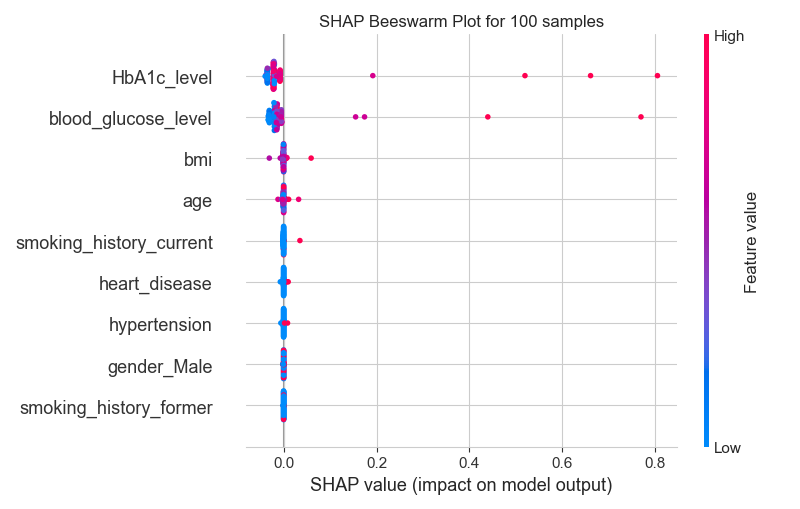 SHAP Beeswarm Plot for 100 samples
High
HbA1c_level
blood_glucose_level
bmi
age
smoking_history_current
heart_disease
hypertension
gender_Male
smoking_history_former
Feature value
Low
0.0 0.2 0.4 0.6 0.8
SHAP value (impact on model output)